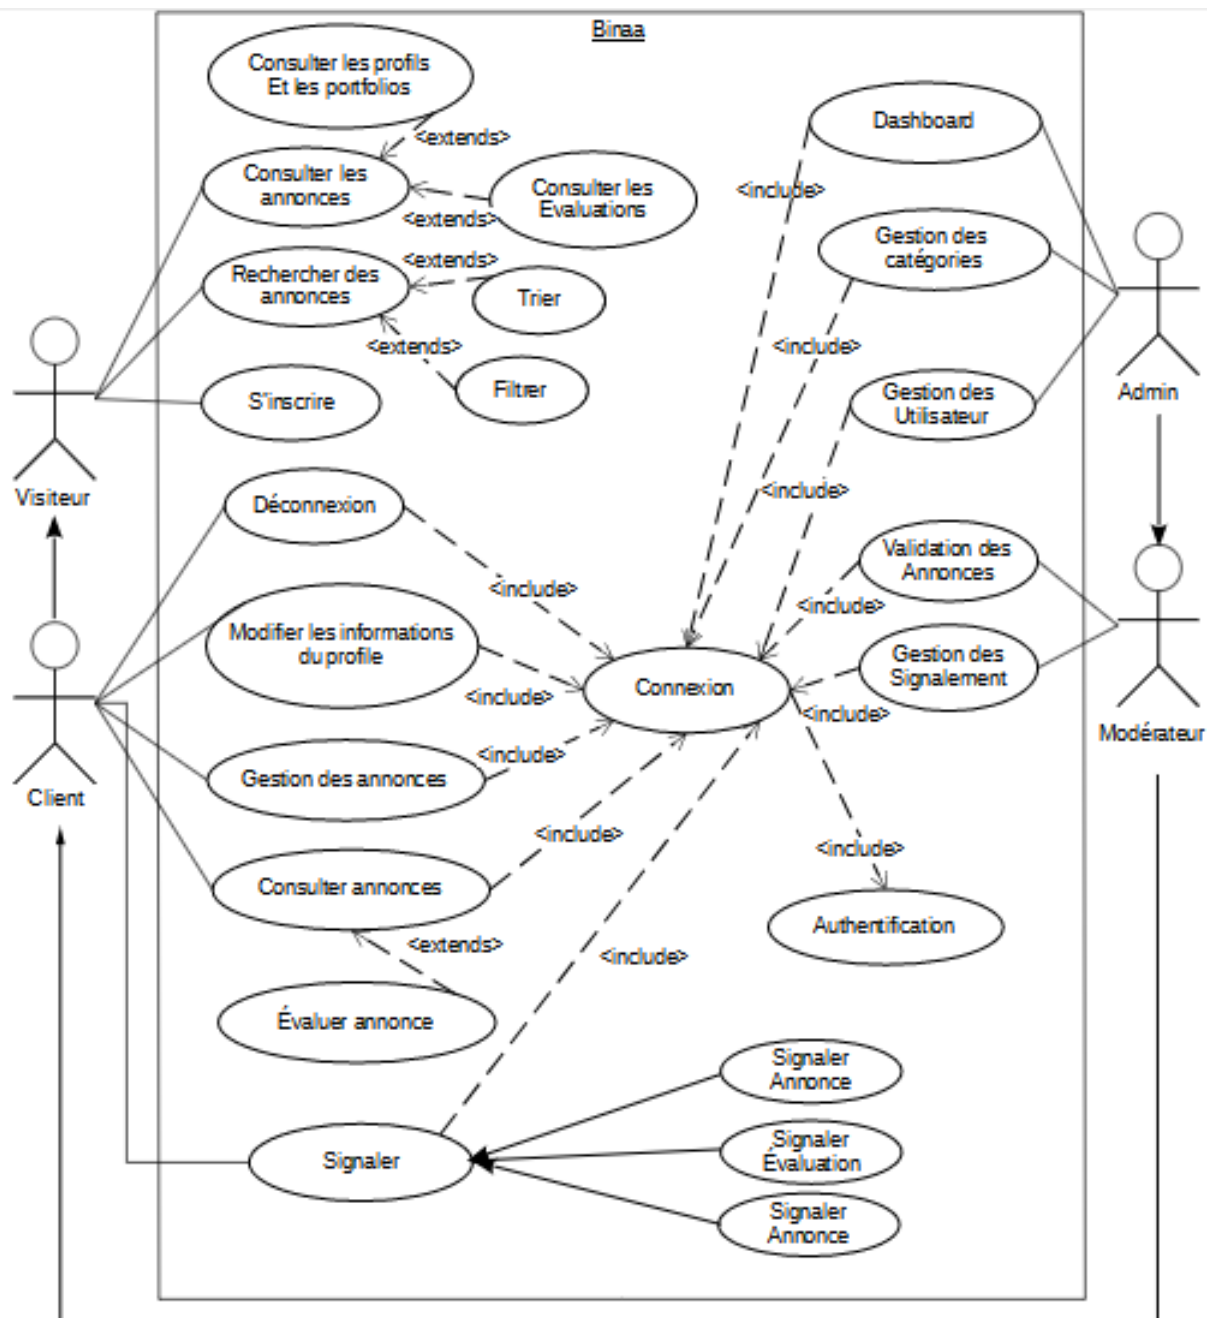 Binaa
Consulter les profils
Et les portfolios
<extends>
Consulter les
annonces
Consulter les
Evaluations
<extends>
Rechercher des
annonces
<extends>
Trier
<extends>
Filtrer
S'inscrire
Visiteur
Dashboard
<include>
Gestion des
catégories
<include>
Gestion des
Utilisateur
<include>
Admin
Déconnexion
<include>
Validation des
Annonces
<include>
Modifier les informations
du profile
<include>
Connexion
Gestion des
Signalement
<include>
Modérateur
Client
Gestion des annonces
<include>
Consulter annonces
<include>
<include>
Authentification
<extends>
<include>
Évaluer annonce
Signaler
Signaler
Annonce
Signaler
Évaluation
Signaler
Annonce